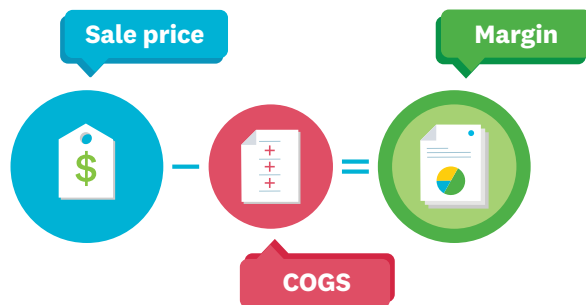 Sale price
Margin
$
−
+
+
+
=
COGS